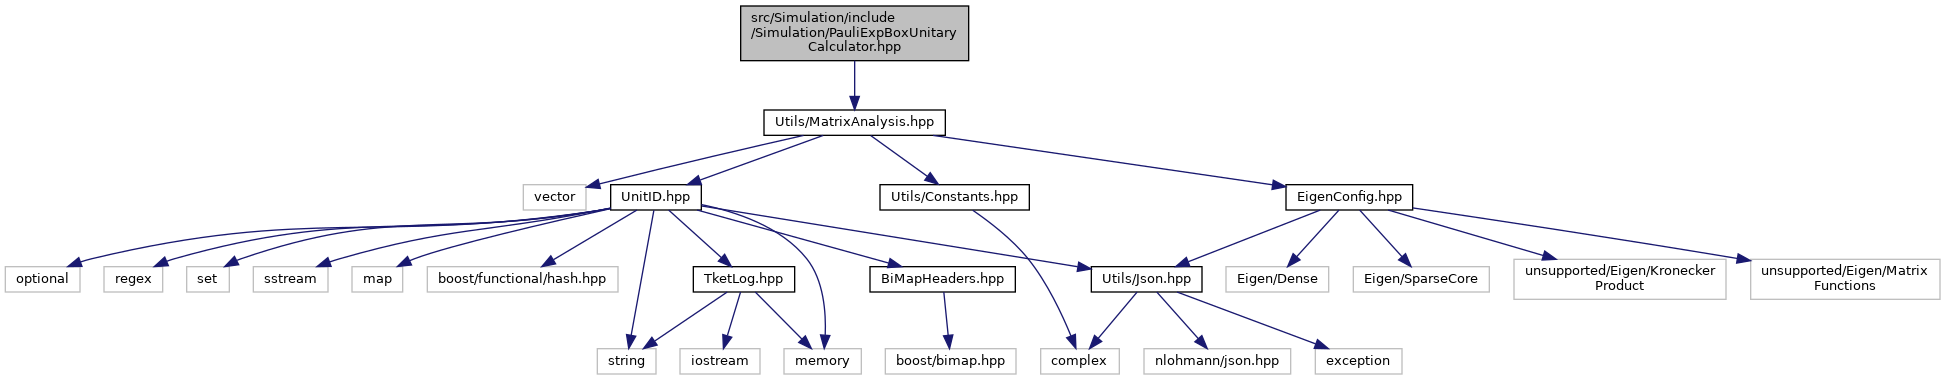 src/Simulation/include
/Simulation/PauliExpBoxUnitary
Calculator.hpp
Utils/MatrixAnalysis.hpp
vector
UnitID.hpp
Utils/Constants.hpp
EigenConfig.hpp
optional
regex
set
sstream
map
boost/functional/hash.hpp
TketLog.hpp
BiMapHeaders.hpp
Utils/Json.hpp
Eigen/Dense
Eigen/SparseCore
unsupported/Eigen/Kronecker
Product
unsupported/Eigen/Matrix
Functions
string
iostream
memory
boost/bimap.hpp
complex
nlohmann/json.hpp
exception